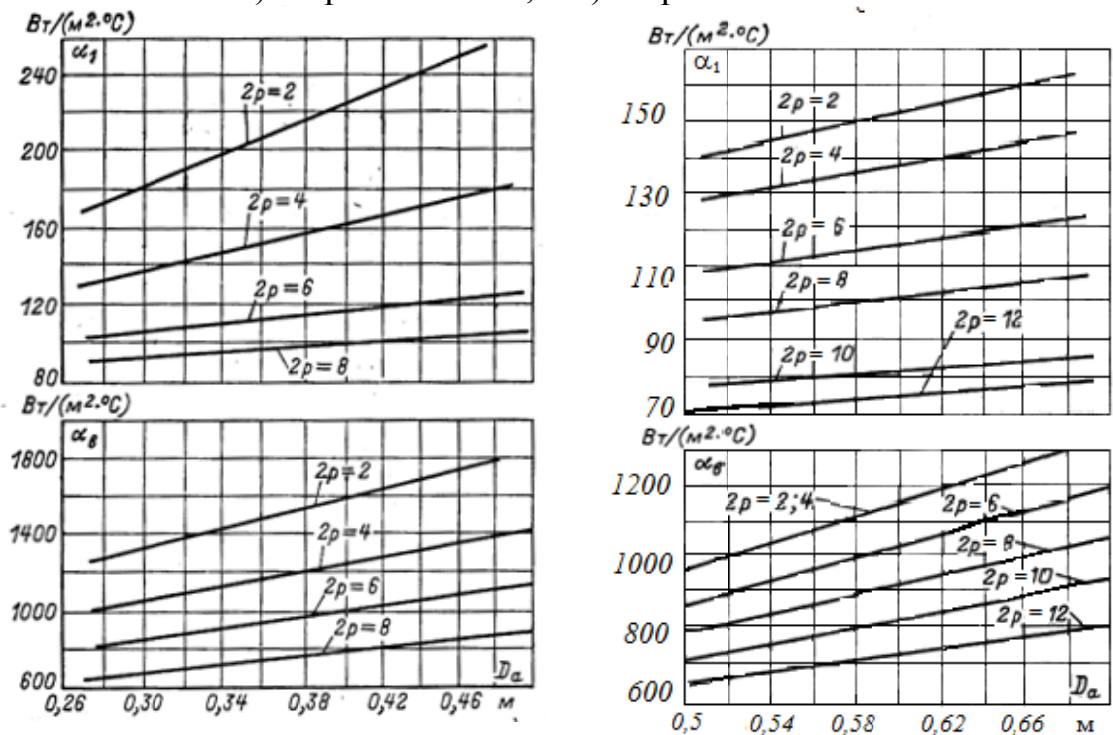 Вт/(м²·°С)
α₁
240
200
160
120
80
2p=2
2p=4
2p=6
2p=8
Вт/(м²·°С)
αв
1800
1400
1000
600
2p=2
2p=4
2p=6
2p=8
Dа
0,26 0,30 0,34 0,38 0,42 0,46 м
Вт/(м²·°С)
α₁
150
130
110
90
70
2p=2
2p=4
2p=6
2p=8
2p=12
2p=10
Вт/(м²·°С)
αв
1200
1000
800
600
2p=2;4
2p=6
2p=8
2p=10
2p=12
Dа
0,5 0,54 0,58 0,62 0,66 м